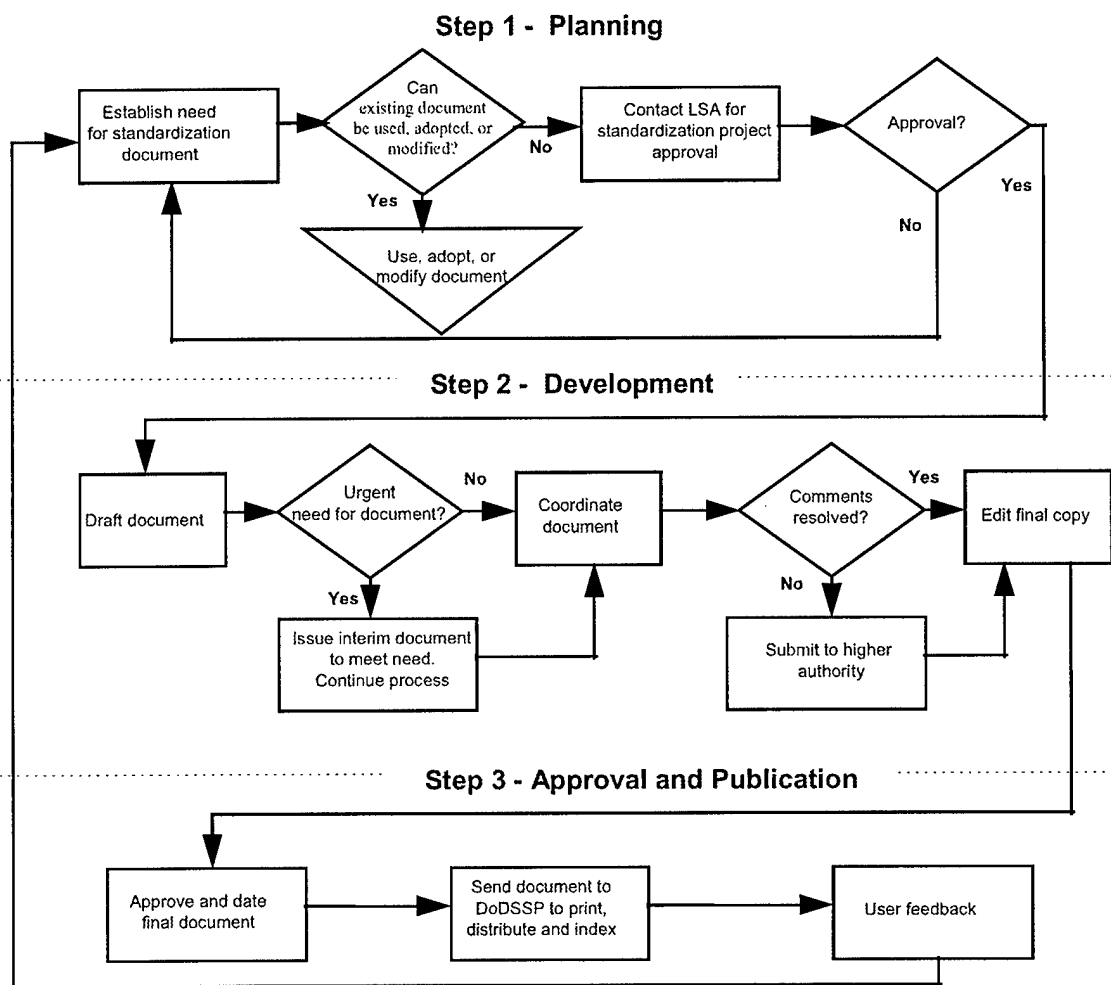 Step 1 - Planning
Establish need
for standardization
document
Can
existing document
be used, adopted, or
modified?
No
Yes
Use, adopt, or
modify document
Contact LSA for
standardization project
approval
Approval?
Yes
No
Step 2 - Development
Draft document
Urgent
need for document?
No
Yes
Issue interim document
to meet need.
Continue process
Coordinate
document
Comments
resolved?
Yes
No
Submit to higher
authority
Edit final copy
Step 3 - Approval and Publication
Approve and date
final document
Send document to
DoDSSP to print,
distribute and index
User feedback